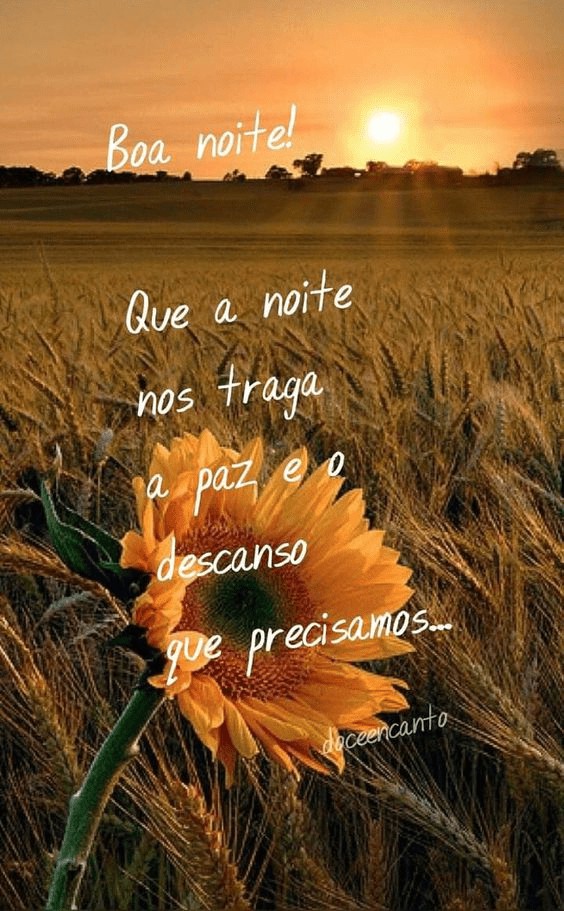 Boa noite!
Que a noite
nos traga
a paz e o
descanso
que precisamos...
doceencanto